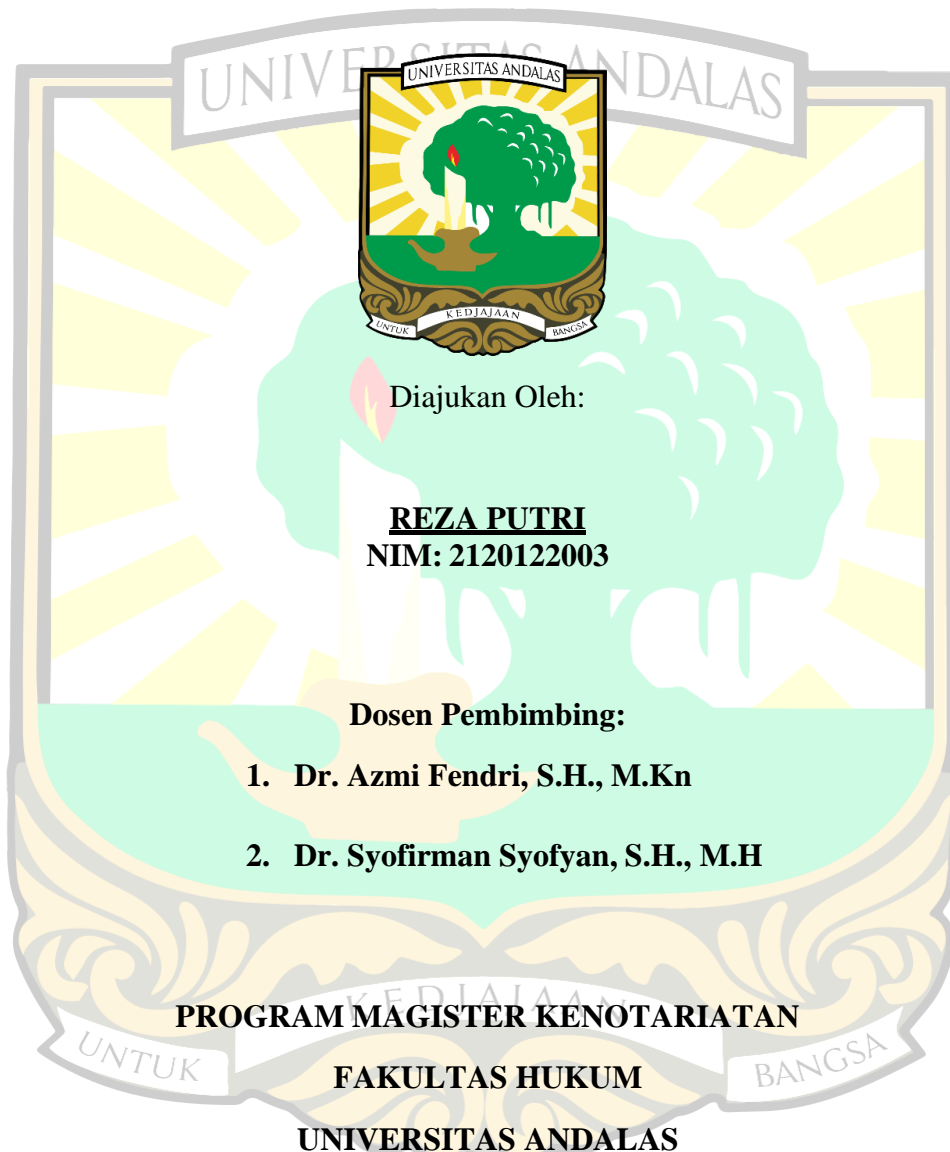 UNIVERSITAS ANDALAS
UNIVERSITAS ANDALAS
UNTUK KEDJAJAAN BANGSA
Diajukan Oleh:
REZA PUTRI
NIM: 2120122003
Dosen Pembimbing:
1. Dr. Azmi Fendri, S.H., M.Kn
2. Dr. Syofirman Syofyan, S.H., M.H
PROGRAM MAGISTER KENOTARIATAN
UNTUK KEDJAJAAN BANGSA
FAKULTAS HUKUM
UNIVERSITAS ANDALAS